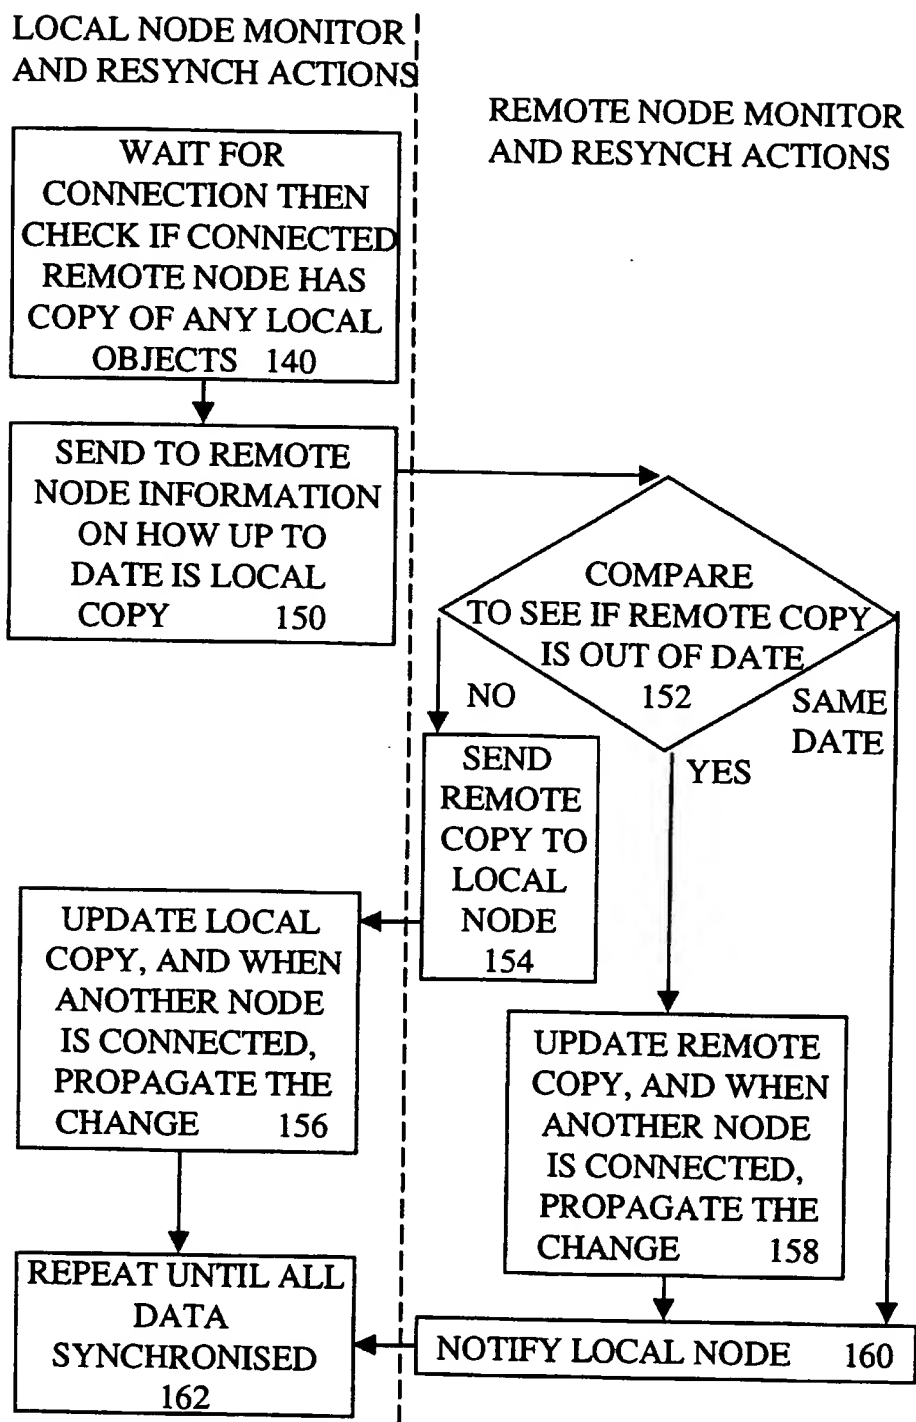 LOCAL NODE MONITOR
AND RESYNCH ACTIONS
REMOTE NODE MONITOR
AND RESYNCH ACTIONS
WAIT FOR
CONNECTION THEN
CHECK IF CONNECTED
REMOTE NODE HAS
COPY OF ANY LOCAL
OBJECTS 140
SEND TO REMOTE
NODE INFORMATION
ON HOW UP TO
DATE IS LOCAL
COPY 150
COMPARE
TO SEE IF REMOTE COPY
IS OUT OF DATE
152
NO
SAME
DATE
YES
SEND
REMOTE
COPY TO
LOCAL
NODE
154
UPDATE LOCAL
COPY, AND WHEN
ANOTHER NODE
IS CONNECTED,
PROPAGATE THE
CHANGE 156
UPDATE REMOTE
COPY, AND WHEN
ANOTHER NODE
IS CONNECTED,
PROPAGATE THE
CHANGE 158
REPEAT UNTIL ALL
DATA
SYNCHRONISED
162
NOTIFY LOCAL NODE 160